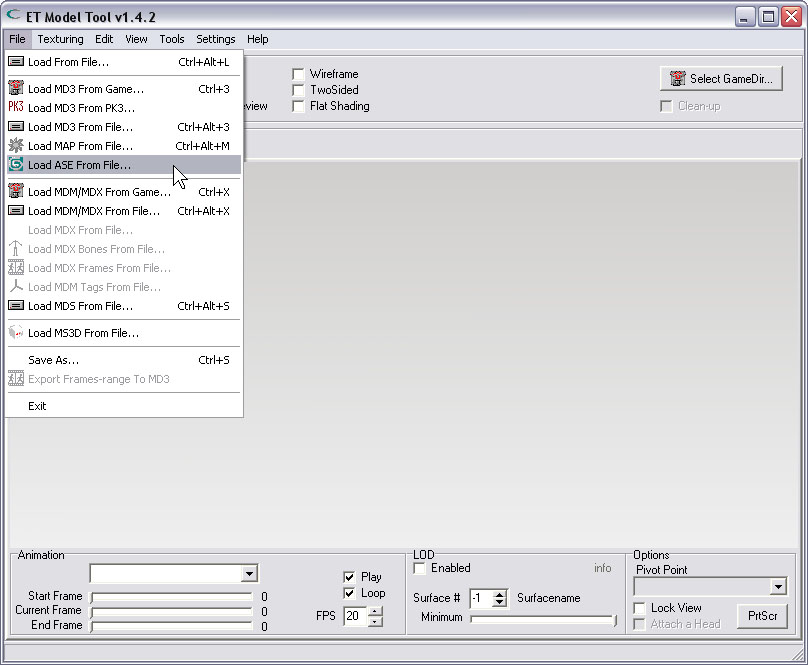 ET Model Tool v1.4.2
File Texturing Edit View Tools Settings Help
Load From File... Ctrl+Alt+L
Load MD3 From Game... Ctrl+3
PK3 Load MD3 From PK3...
Load MD3 From File... Ctrl+Alt+3
Load MAP From File... Ctrl+Alt+M
Load ASE From File...
Load MDM/MDX From Game... Ctrl+X
Load MDM/MDX From File... Ctrl+Alt+X
Load MDX From File...
Load MDX Bones From File...
Load MDX Frames From File...
Load MDM Tags From File...
Load MDS From File... Ctrl+Alt+S
Load MS3D From File...
Save As... Ctrl+S
Export Frames-range To MD3
Exit
eview
Wireframe
TwoSided
Flat Shading
Select GameDir...
Clean-up
Animation
Play
Loop
Start Frame 0
Current Frame 0
End Frame 0
FPS 20
LOD
Enabled info
Surface # -1 Surfacename
Minimum
Options
Pivot Point
Lock View
Attach a Head
PrtScr